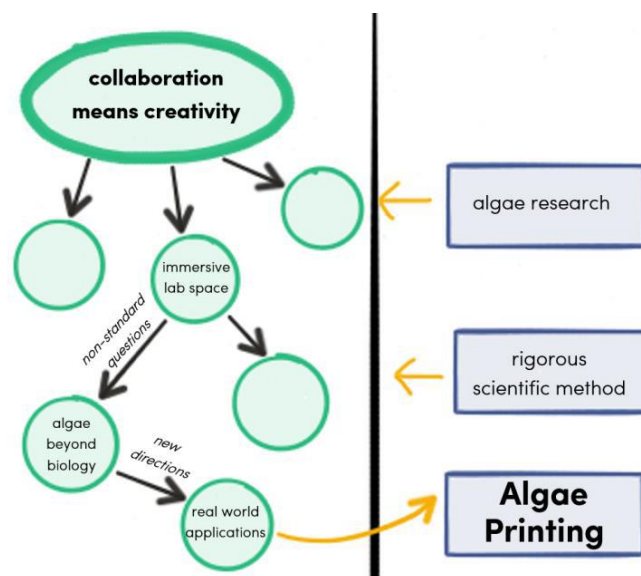 collaboration
means creativity
immersive
lab space
non-standard
questions
algae
beyond
biology
new
directions
real world
applications
algae research
rigorous
scientific method
Algae
Printing